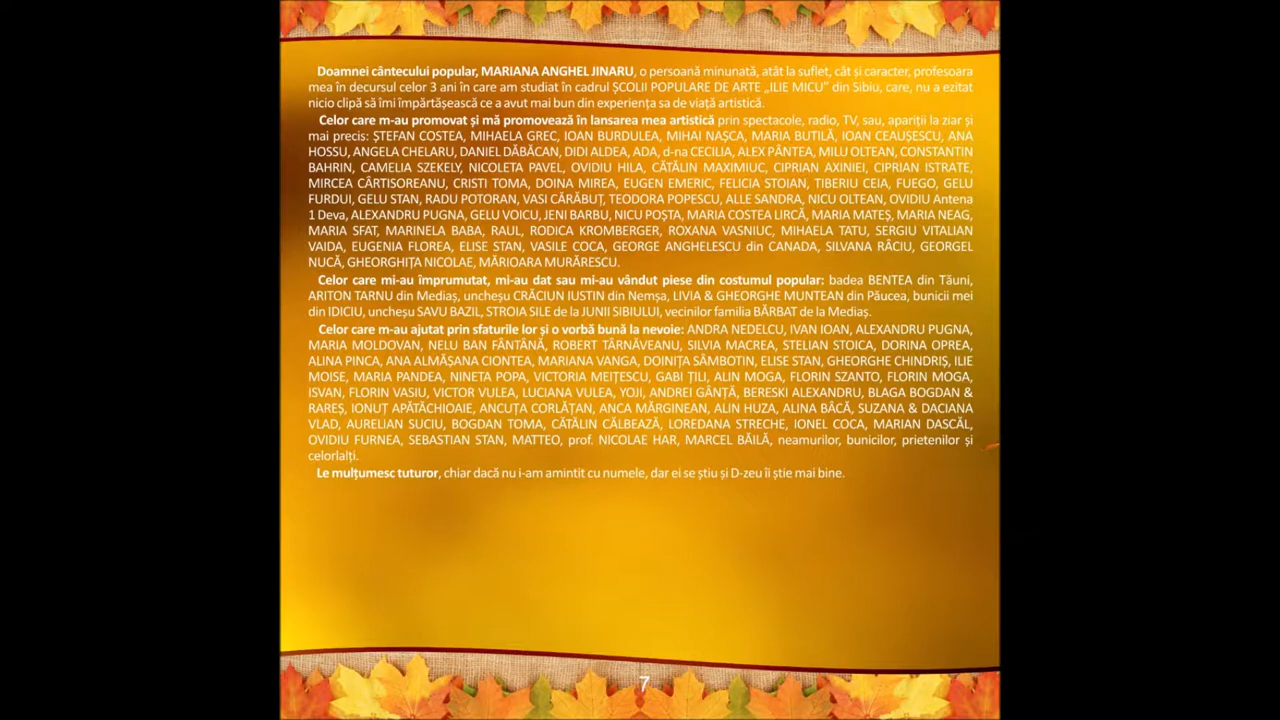 Doamnei cântecului popular, MARIANA ANGHEL JINARU, o persoană minunată, atât la suflet, cât și caracter, profesoara
mea în decursul celor 3 ani în care am studiat în cadrul ȘCOLII POPULARE DE ARTE „ILIE MICU” din Sibiu, care, nu a ezitat
nicio clipă să îmi împărtășească ce a avut mai bun din experiența sa de viață artistică.
Celor care m-au promovat și mă promovează în lansarea mea artistică prin spectacole, radio, TV, sau, apariții la ziar și
mai precis: ȘTEFAN COSTEA, MIHAELA GREC, IOAN BURDULEA, MIHAI NAȘCA, MARIA BUTILĂ, IOAN CEAUȘESCU, ANA
HOSSU, ANGELA CHELARU, DANIEL DĂBĂCAN, DIDI ALDEA, ADA, d-na CECILIA, ALEX PÂNTEA, MILU OLTEAN, CONSTANTIN
BAHRIN, CAMELIA SZEKELY, NICOLETA PAVEL, OVIDIU HILA, CĂTĂLIN MAXIMIUC, CIPRIAN AXINIEI, CIPRIAN ISTRATE,
MIRCEA CÂRTISOREANU, CRISTI TOMA, DOINA MIREA, EUGEN EMERIC, FELICIA STOIAN, TIBERIU CEIA, FUEGO, GELU
FURDUI, GELU STAN, RADU POTORAN, VASI CĂRĂBUȚ, TEODORA POPESCU, ALLE SANDRA, NICU OLTEAN, OVIDIU Antena
1 Deva, ALEXANDRU PUGNA, GELU VOICU, JENI BARBU, NICU POȘTA, MARIA COSTEA LIRCĂ, MARIA MATEȘ, MARIA NEAG,
MARIA SFAT, MARINELA BABA, RAUL, RODICA KROMBERGER, ROXANA VASNIUC, MIHAELA TATU, SERGIU VITALIAN
VAIDA, EUGENIA FLOREA, ELISE STAN, VASILE COCA, GEORGE ANGHELESCU din CANADA, SILVANA RÂCIU, GEORGEL
NUCĂ, GHEORGHIȚA NICOLAE, MĂRIOARA MURĂRESCU.
Celor care mi-au împrumutat, mi-au dat sau mi-au vândut piese din costumul popular: badea BENTEA din Tăuni,
ARITON TARNU din Mediaș, uncheșu CRĂCIUN IUSTIN din Nemșa, LIVIA & GHEORGHE MUNTEAN din Păucea, bunicii mei
din IDICIU, uncheșu SAVU BAZIL, STROIA SILE de la JUNII SIBIULUI, vecinilor familia BĂRBAT de la Mediaș.
Celor care m-au ajutat prin sfaturile lor și o vorbă bună la nevoie: ANDRA NEDELCU, IVAN IOAN, ALEXANDRU PUGNA,
MARIA MOLDOVAN, NELU BAN FÂNTÂNĂ, ROBERT TÂRNĂVEANU, SILVIA MACREA, STELIAN STOICA, DORINA OPREA,
ALINA PINCA, ANA ALMĂȘANA CIONTEA, MARIANA VANGA, DOINIȚA SÂMBOTIN, ELISE STAN, GHEORGHE CHINDRIȘ, ILIE
MOISE, MARIA PANDEA, NINETA POPA, VICTORIA MEIȚESCU, GABI ȚILI, ALIN MOGA, FLORIN SZANTO, FLORIN MOGA,
ISVAN, FLORIN VASIU, VICTOR VULEA, LUCIANA VULEA, YOJI, ANDREI GÂNȚĂ, BERESKI ALEXANDRU, BLAGA BOGDAN &
RAREȘ, IONUȚ APĂTĂCHIOAIE, ANCUȚA CORLĂȚAN, ANCA MĂRGINEAN, ALIN HUZA, ALINA BÂCĂ, SUZANA & DACIANA
VLAD, AURELIAN SUCIU, BOGDAN TOMA, CĂTĂLIN CĂLBEAZĂ, LOREDANA STRECHE, IONEL COCA, MARIAN DASCĂL,
OVIDIU FURNEA, SEBASTIAN STAN, MATTEO, prof. NICOLAE HAR, MARCEL BĂILĂ, neamurilor, bunicilor, prietenilor și
celorlalți.
Le mulțumesc tuturor, chiar dacă nu i-am amintit cu numele, dar ei se știu și D-zeu îi știe mai bine.
7